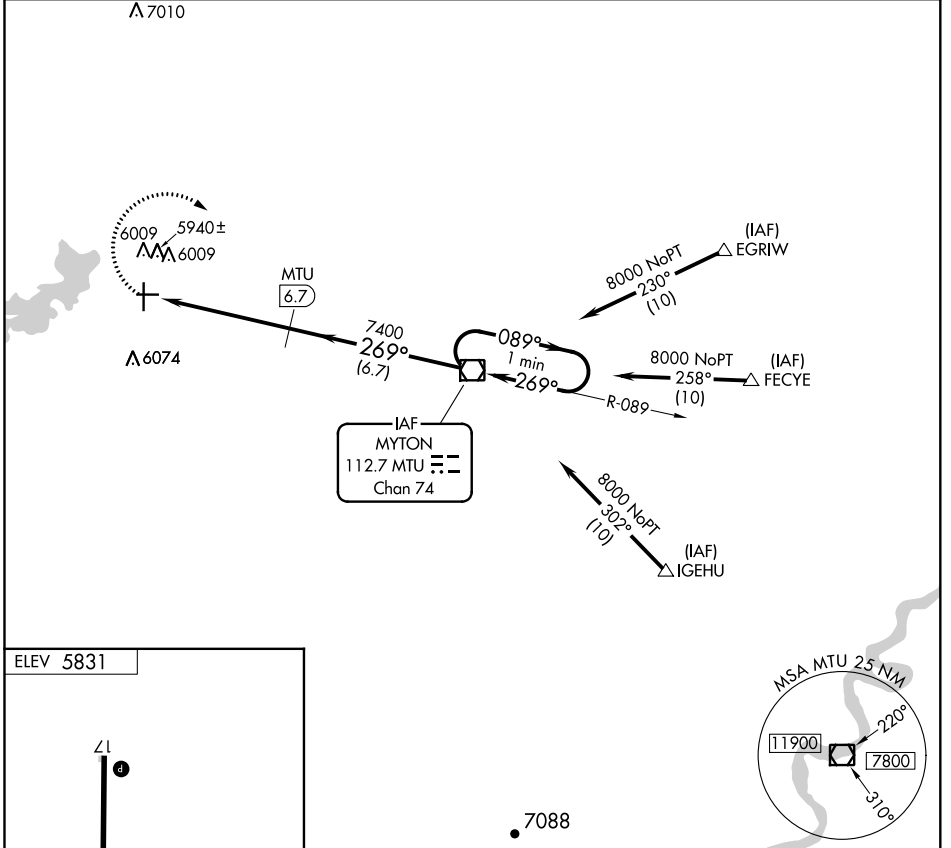 7010
6009
5940±
6009
6074
MTU
6.7
7400
269°
(6.7)
089°
1 min
269°
R-089
(IAF)
EGRIW
8000 NoPT
230°
(10)
(IAF)
FECYE
8000 NoPT
258°
(10)
(IAF)
IGEHU
8000 NoPT
302°
(10)
IAF
MYTON
112.7 MTU
Chan 74
ELEV 5831
17
P
7088
MSA MTU 25 NM
11900
220°
7800
310°